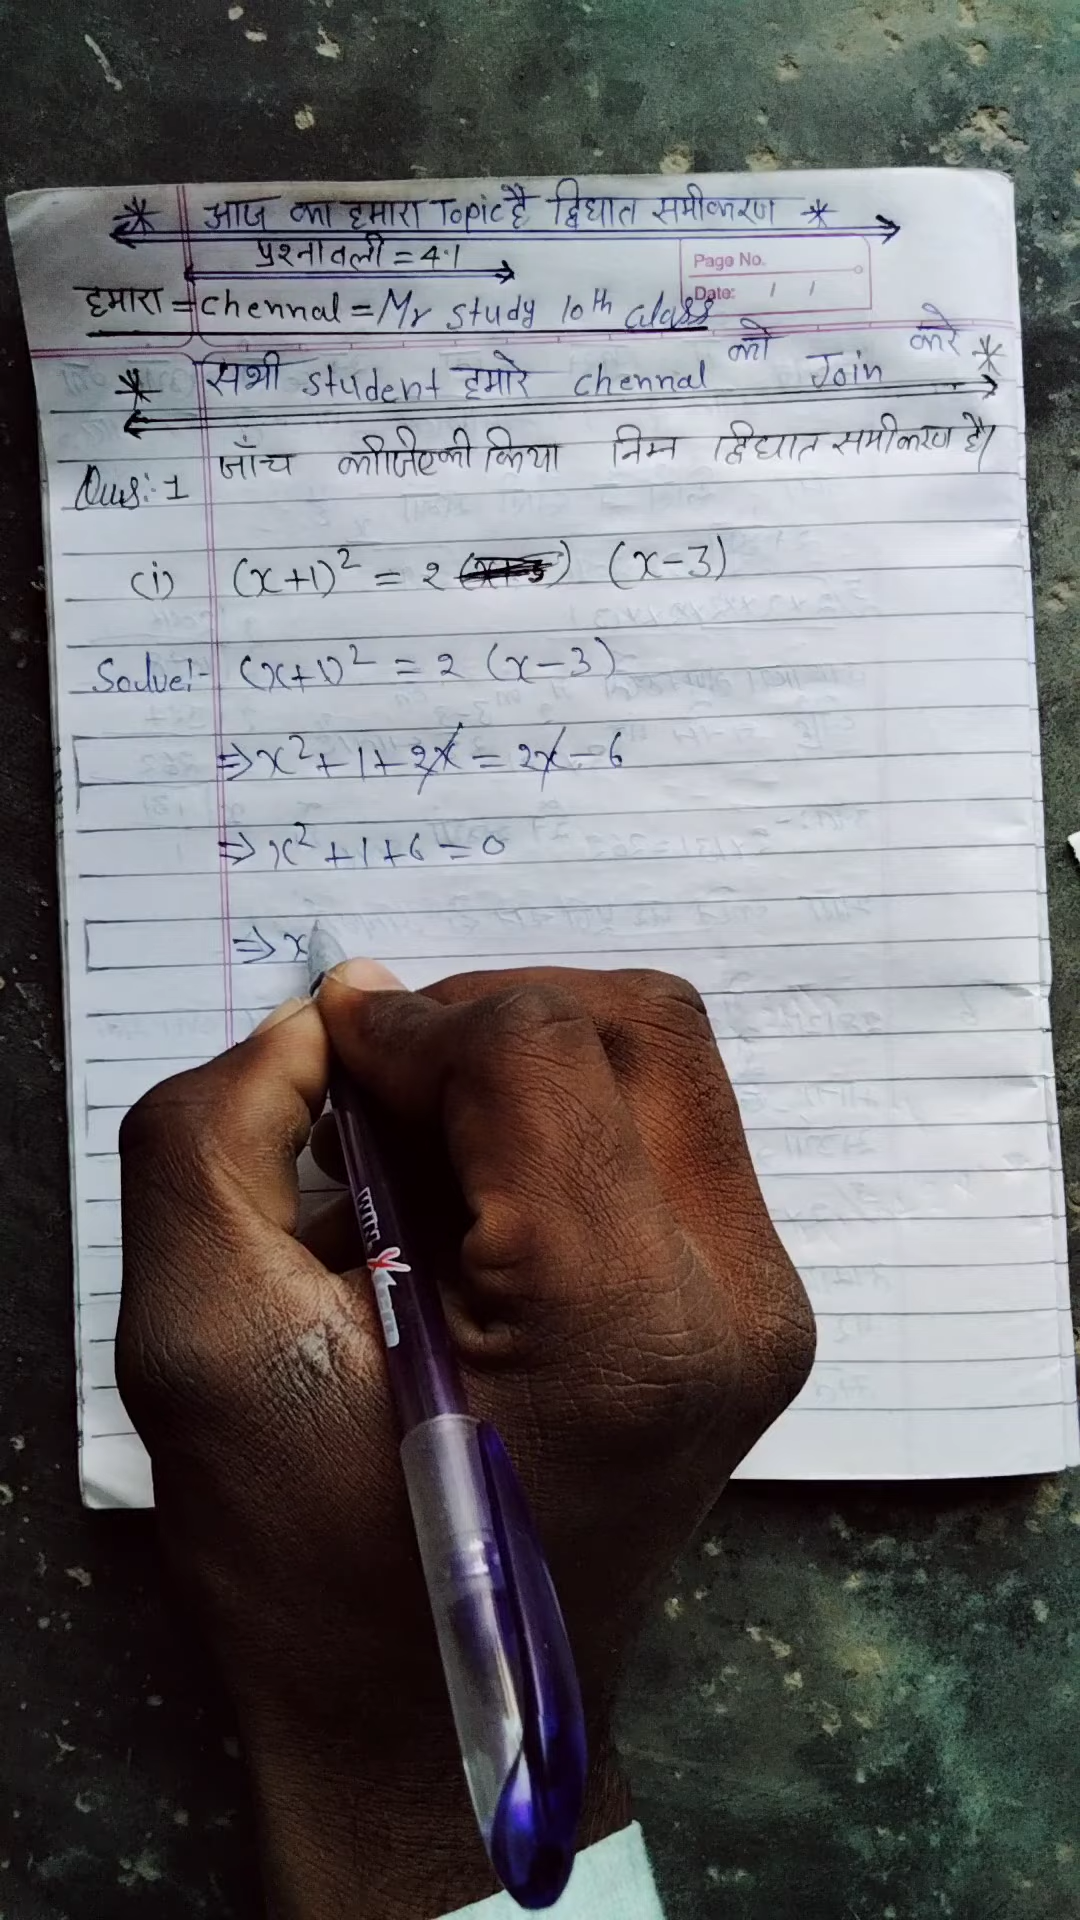 * आज का हमारा Topic है द्विघात समीकरण *
प्रश्नावली = 4.1
Page No.
Date: / /
हमारा = Chennal = Mr Study 10th Class
* सभी student हमारे chennal को Join करे *
Ques:- 1 जाँच कीजिए की किया निम्न द्विघात समीकरण है।
(i) (x+1)² = 2 (x-3)
Solve:- (x+1)² = 2 (x-3)
⇒ x² + 1 + 2x = 2x - 6
⇒ x² + 1 + 6 = 0
⇒ x
WIN